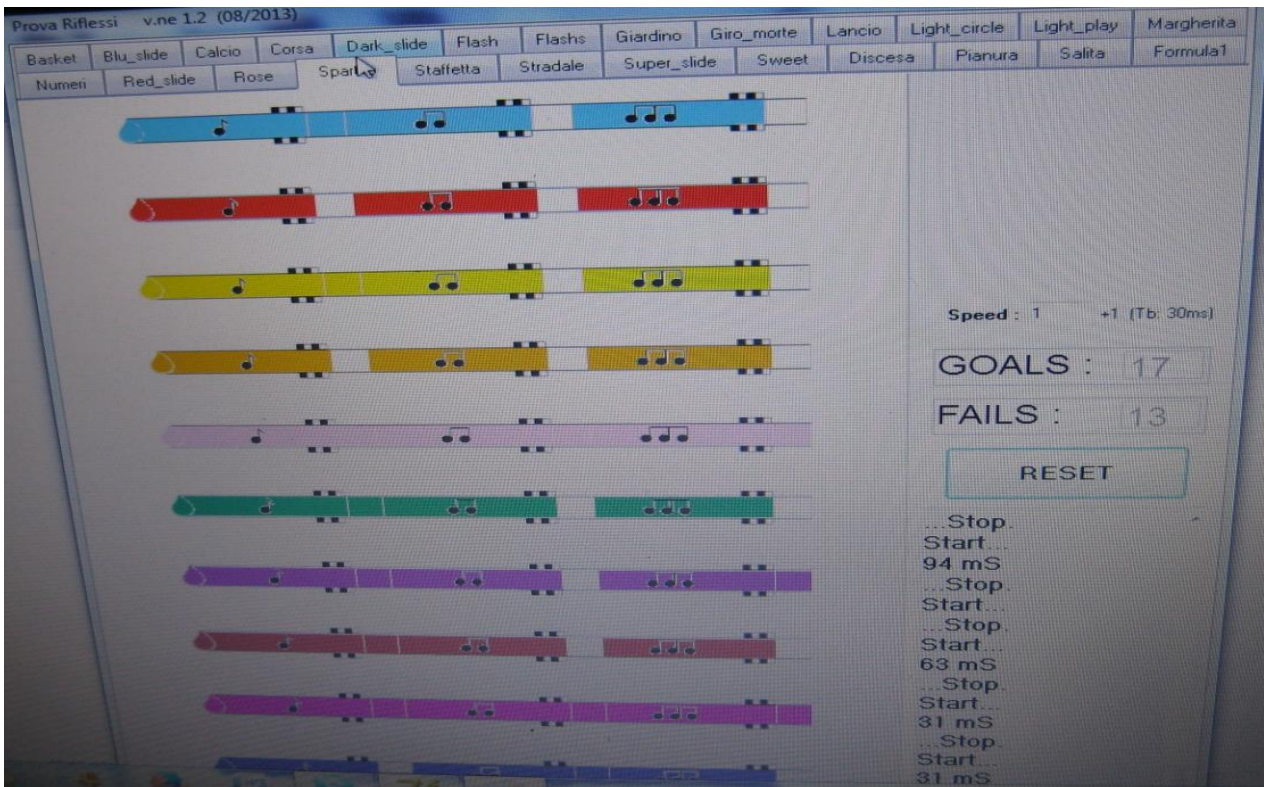 Prova Riflessi v.ne 1.2 (08/2013)
Basket Blu_slide Calcio Corsa Dark_slide Flash Flashs Giardino Giro_morte Lancio Light_circle Light_play Margherita
Numeri Red_slide Rose Staffetta Stradale Super_slide Sweet Discesa Pianura Salita Formula1
Speed : 1 +1 (Tb: 30ms)
GOALS : 17
FAILS : 13
RESET
...Stop.
Start...
94 mS
...Stop.
Start...
...Stop.
Start...
63 mS
...Stop.
Start...
31 mS
...Stop.
Start...
31 mS